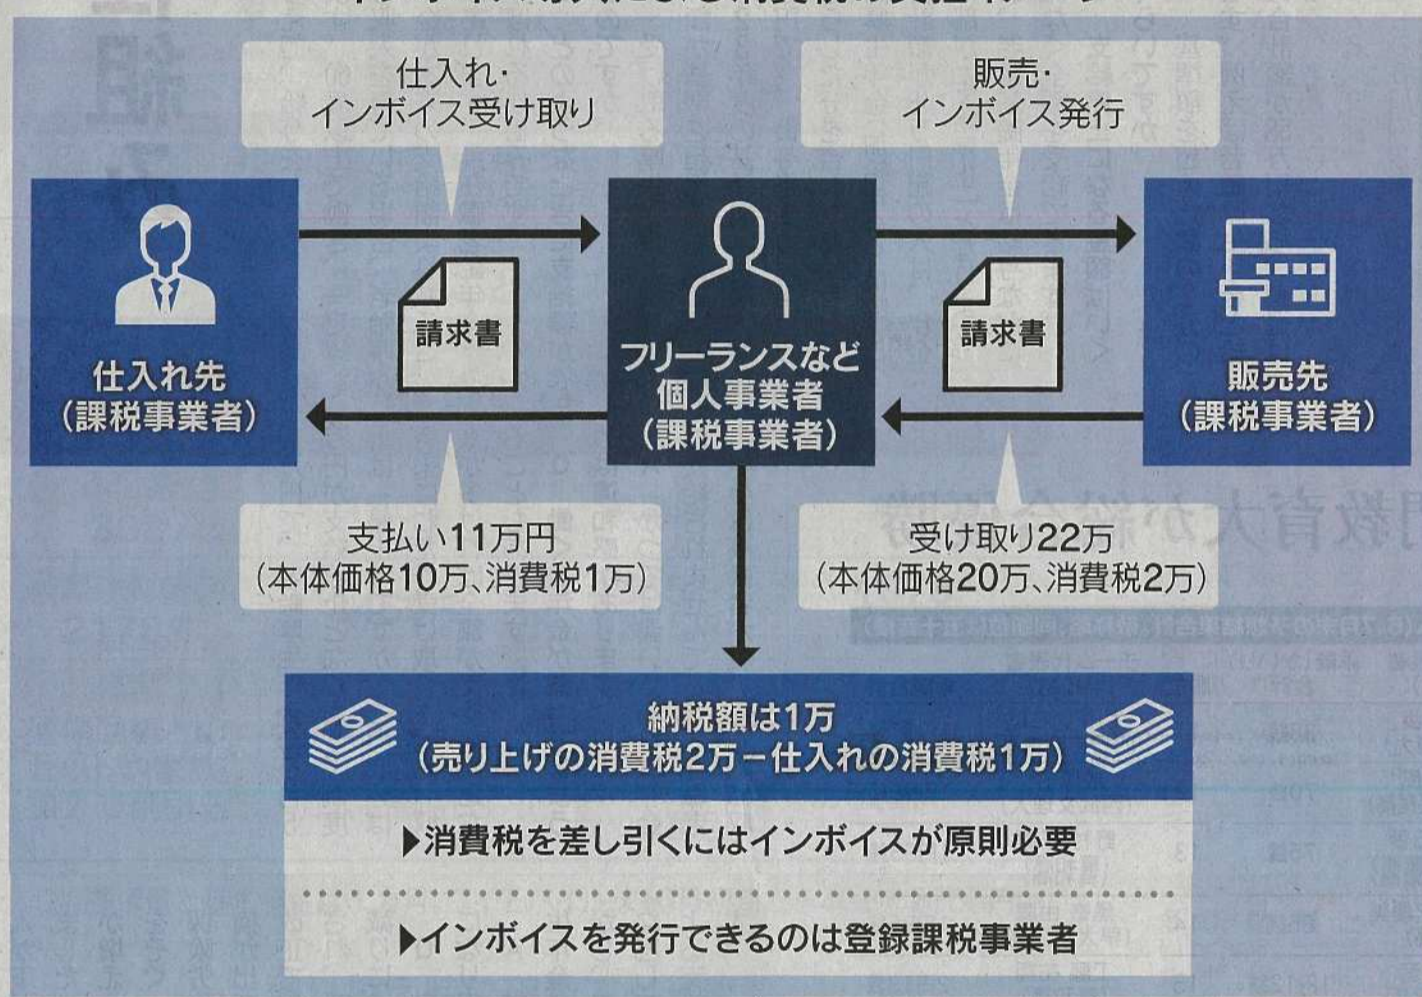 仕入れ・
インボイス受け取り
販売・
インボイス発行
請求書
請求書
仕入れ先
(課税事業者)
フリーランスなど
個人事業者
(課税事業者)
販売先
(課税事業者)
支払い11万円
(本体価格10万、消費税1万)
受け取り22万
(本体価格20万、消費税2万)
納税額は1万
(売り上げの消費税2万－仕入れの消費税1万)
▶消費税を差し引くにはインボイスが原則必要
▶インボイスを発行できるのは登録課税事業者